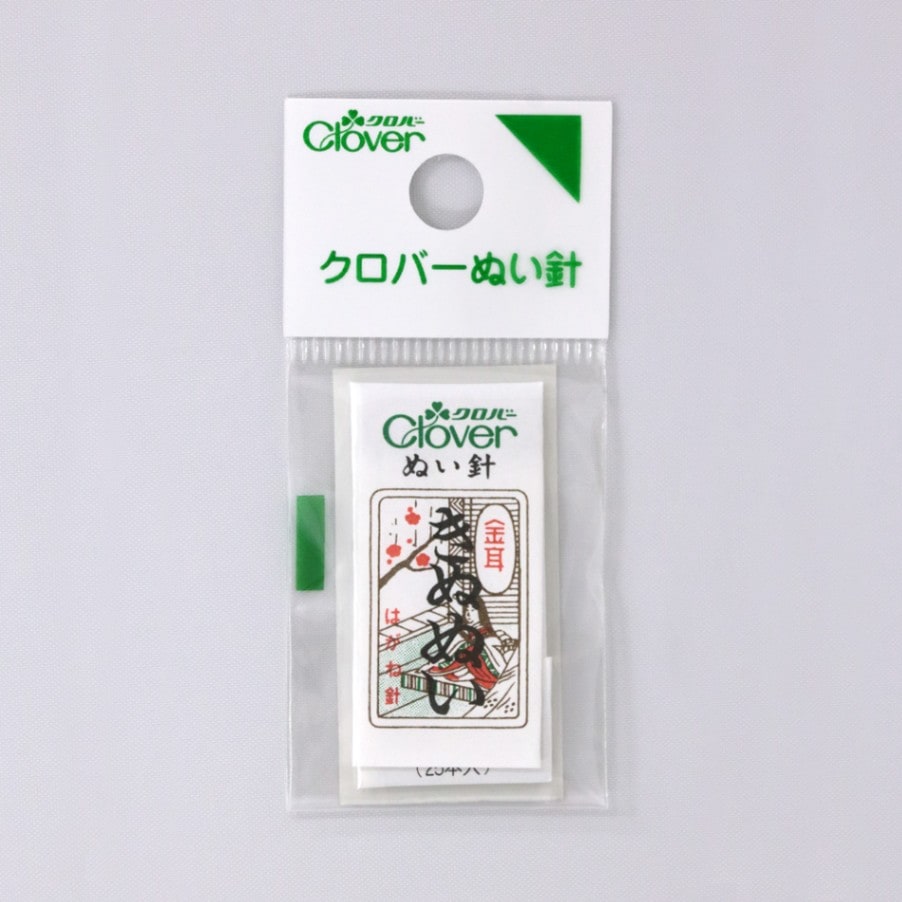 クロバー
Clover
クロバーぬい針
クロバー
Clover
ぬい針
金耳
きぬぬい
はがね針